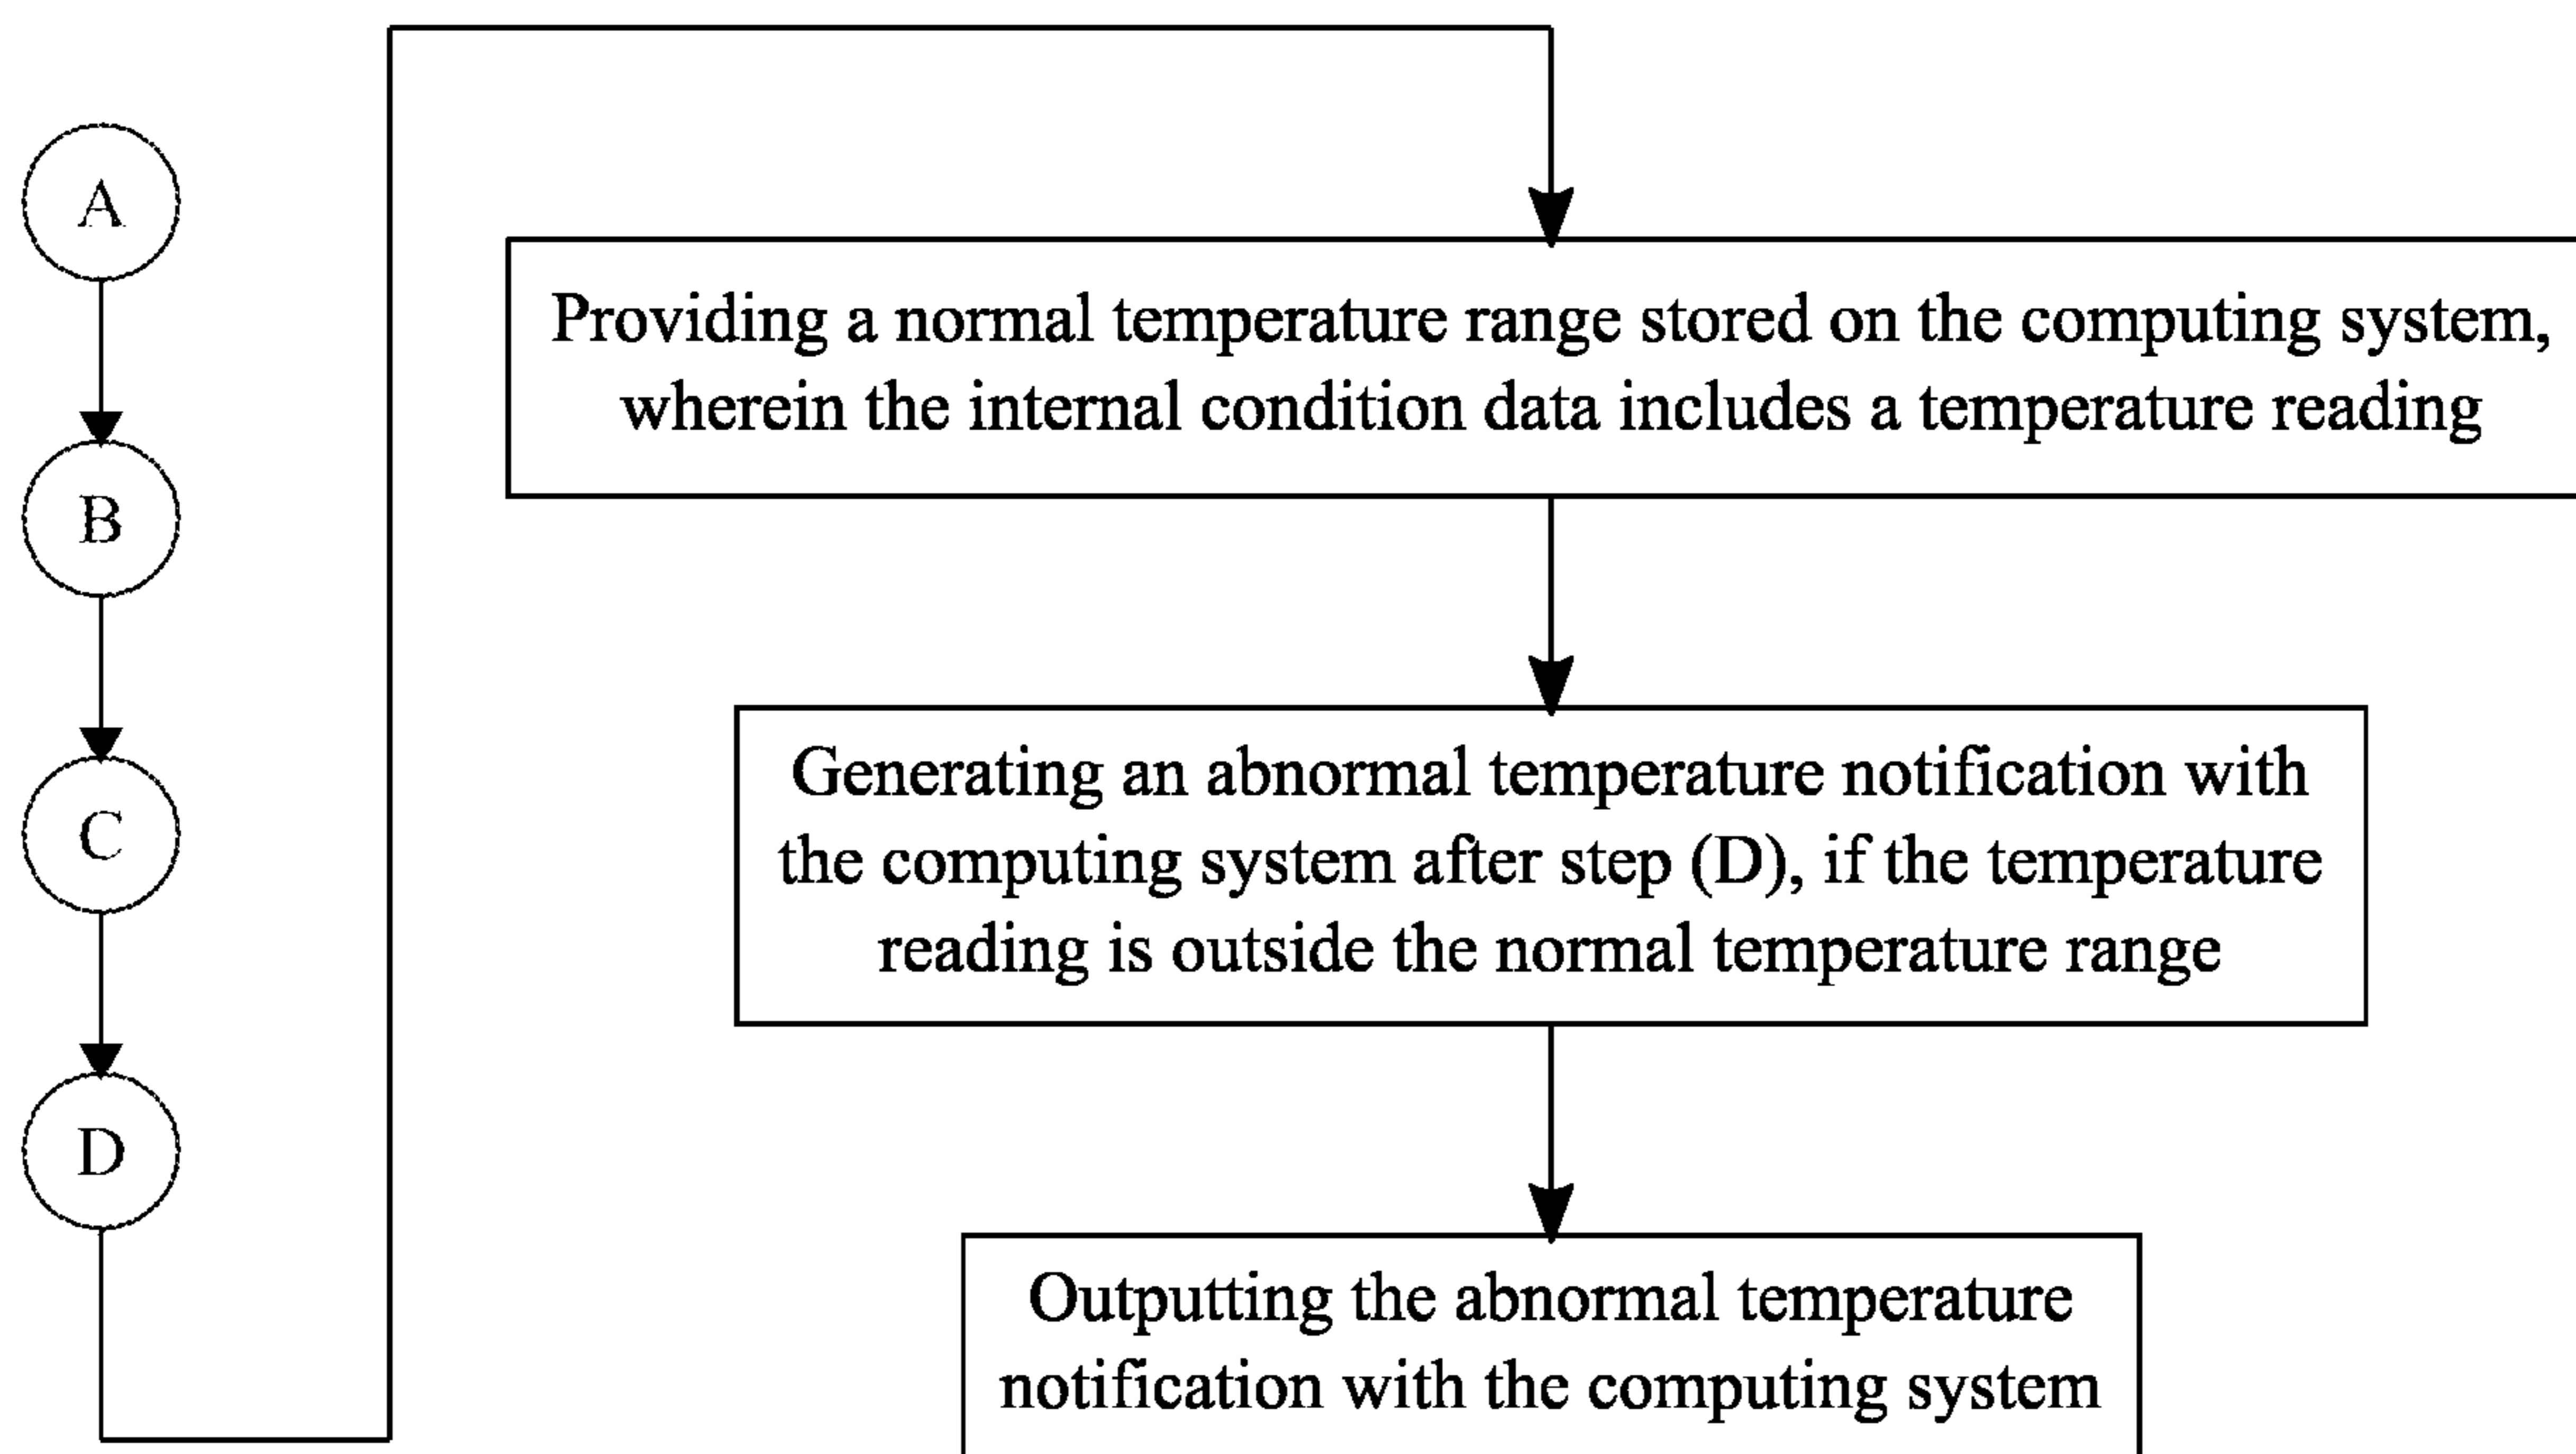 A
B
C
D
Providing a normal temperature range stored on the computing system,
wherein the internal condition data includes a temperature reading
Generating an abnormal temperature notification with
the computing system after step (D), if the temperature
reading is outside the normal temperature range
Outputting the abnormal temperature
notification with the computing system